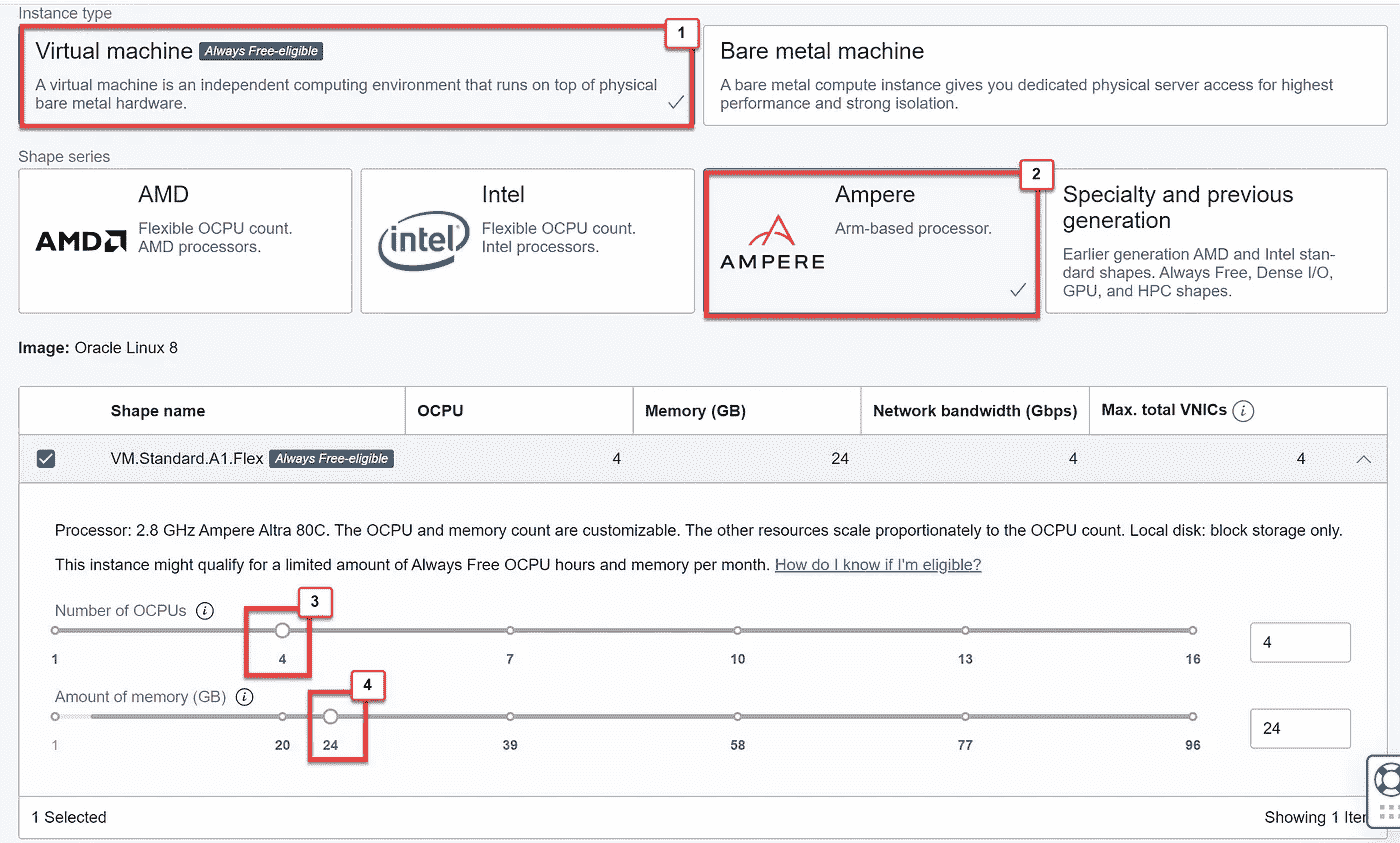 Instance type
1
Virtual machine Always Free-eligible
A virtual machine is an independent computing environment that runs on top of physical
bare metal hardware.
Bare metal machine
A bare metal compute instance gives you dedicated physical server access for highest
performance and strong isolation.
Shape series
AMD
AMD
Flexible OCPU count.
AMD processors.
Intel
intel
Flexible OCPU count.
Intel processors.
2
Ampere
AMPERE
Arm-based processor.
Specialty and previous
generation
Earlier generation AMD and Intel stan-
dard shapes. Always Free, Dense I/O,
GPU, and HPC shapes.
Image: Oracle Linux 8
Shape name OCPU Memory (GB) Network bandwidth (Gbps) Max. total VNICs i
VM.Standard.A1.Flex Always Free-eligible 4 24 4 4
Processor: 2.8 GHz Ampere Altra 80C. The OCPU and memory count are customizable. The other resources scale proportionately to the OCPU count. Local disk: block storage only.
This instance might qualify for a limited amount of Always Free OCPU hours and memory per month. How do I know if I'm eligible?
3
Number of OCPUs i
4
1 4 7 10 13 16
4
Amount of memory (GB) i
24
1 20 24 39 58 77 96
1 Selected Showing 1 Iter